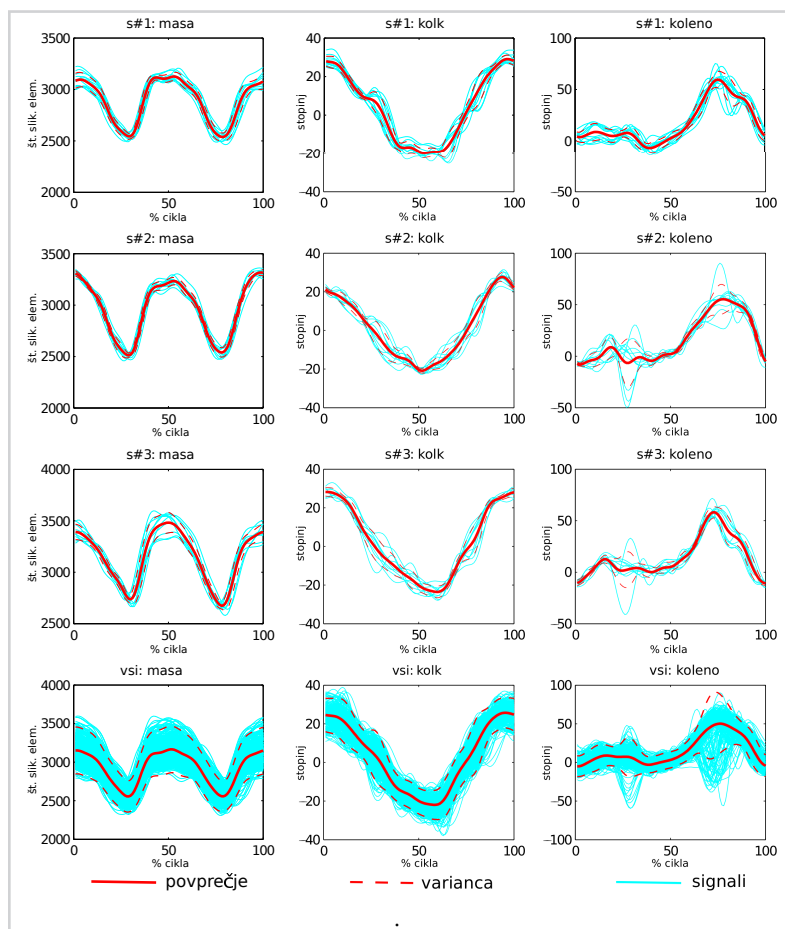 s#1: masa
s#1: kolk
s#1: koleno
3500
3000
2500
2000
št. slik. elem.
0
50
100
% cikla
40
20
0
−20
−40
stopinj
0
50
100
% cikla
100
50
0
−50
stopinj
0
50
100
% cikla
s#2: masa
s#2: kolk
s#2: koleno
3500
3000
2500
2000
št. slik. elem.
0
50
100
% cikla
40
20
0
−20
−40
stopinj
0
50
100
% cikla
100
50
0
−50
stopinj
0
50
100
% cikla
s#3: masa
s#3: kolk
s#3: koleno
4000
3500
3000
2500
št. slik. elem.
0
50
100
% cikla
40
20
0
−20
−40
stopinj
0
50
100
% cikla
100
50
0
−50
stopinj
0
50
100
% cikla
vsi: masa
vsi: kolk
vsi: koleno
4000
3500
3000
2500
2000
št. slik. elem.
0
50
100
% cikla
40
20
0
−20
−40
stopinj
0
50
100
% cikla
100
50
0
−50
−100
stopinj
0
50
100
% cikla
povprečje
varianca
signali
.